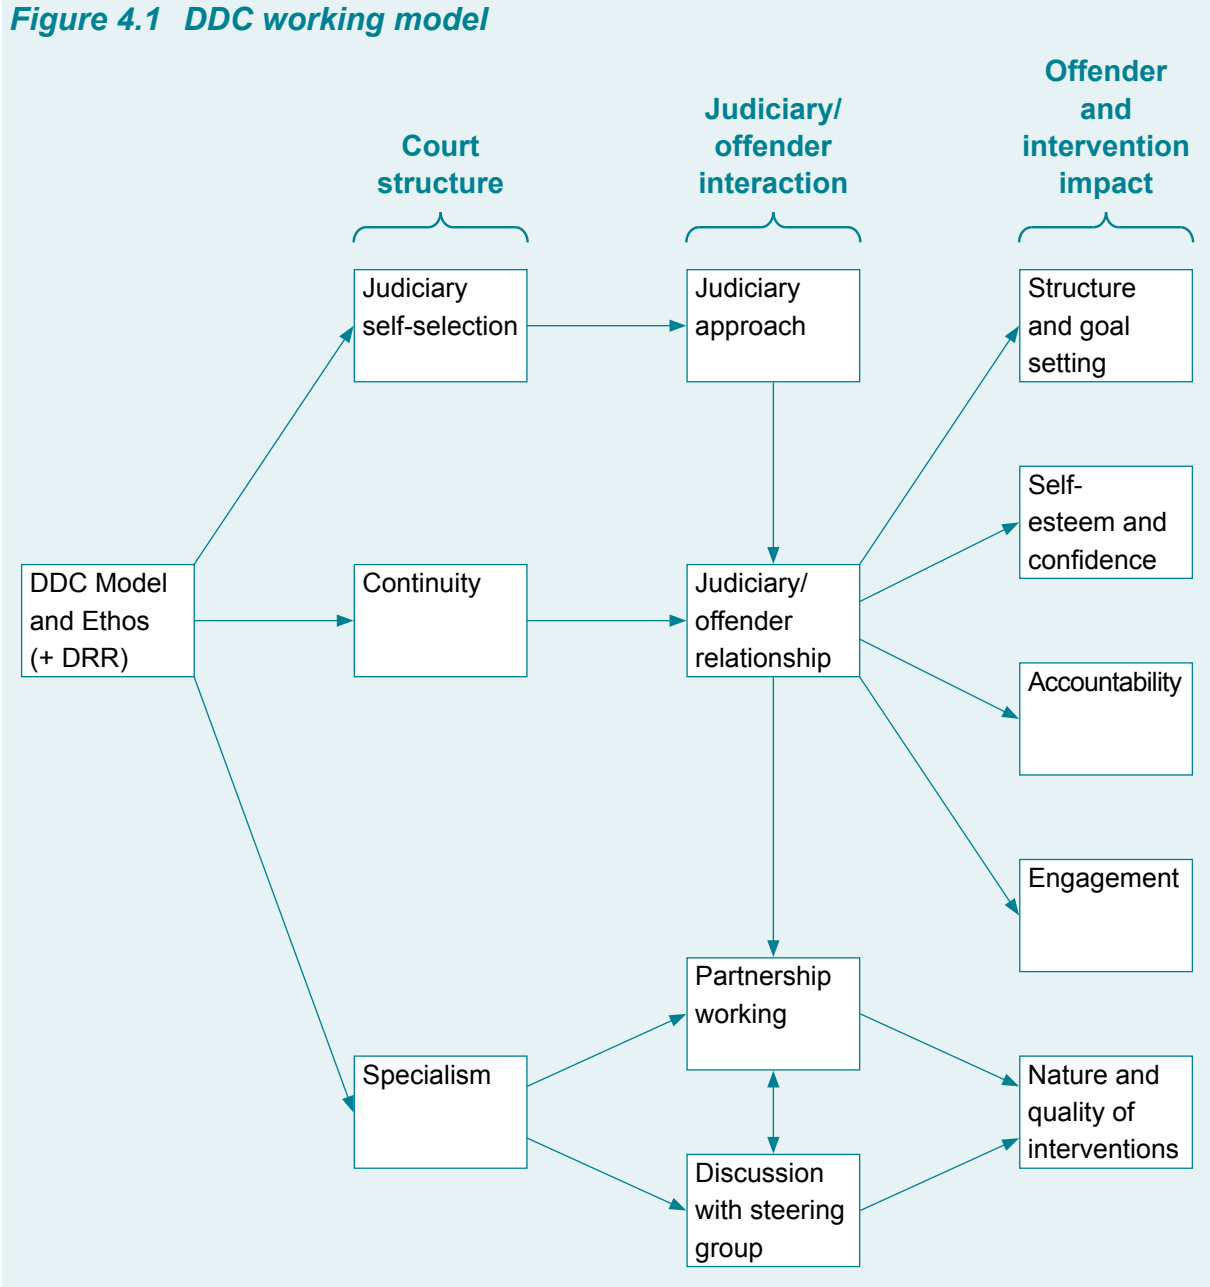 Figure 4.1 DDC working model
Court
structure
Judiciary/
offender
interaction
Offender
and
intervention
impact
DDC Model
and Ethos
(+ DRR)
Judiciary
self-selection
Continuity
Specialism
Judiciary
approach
Judiciary/
offender
relationship
Partnership
working
Discussion
with steering
group
Structure
and goal
setting
Self-
esteem and
confidence
Accountability
Engagement
Nature and
quality of
interventions